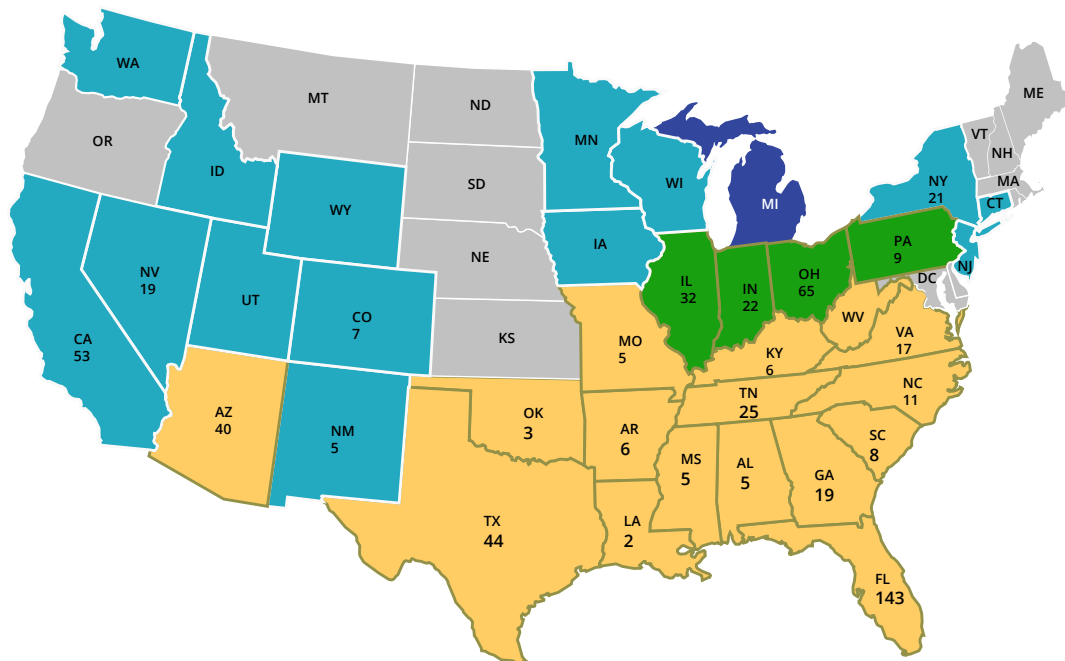 WA
MT
ND
ME
OR
ID
MN
VT
NH
SD
WI
MI
NY
21
MA
CT
WY
IA
NE
PA
9
NJ
DC
NV
19
UT
CO
7
IL
32
IN
22
OH
65
CA
53
KS
MO
5
WV
VA
17
KY
6
AZ
40
NM
5
OK
3
AR
6
TN
25
NC
11
SC
8
MS
5
AL
5
GA
19
TX
44
LA
2
FL
143